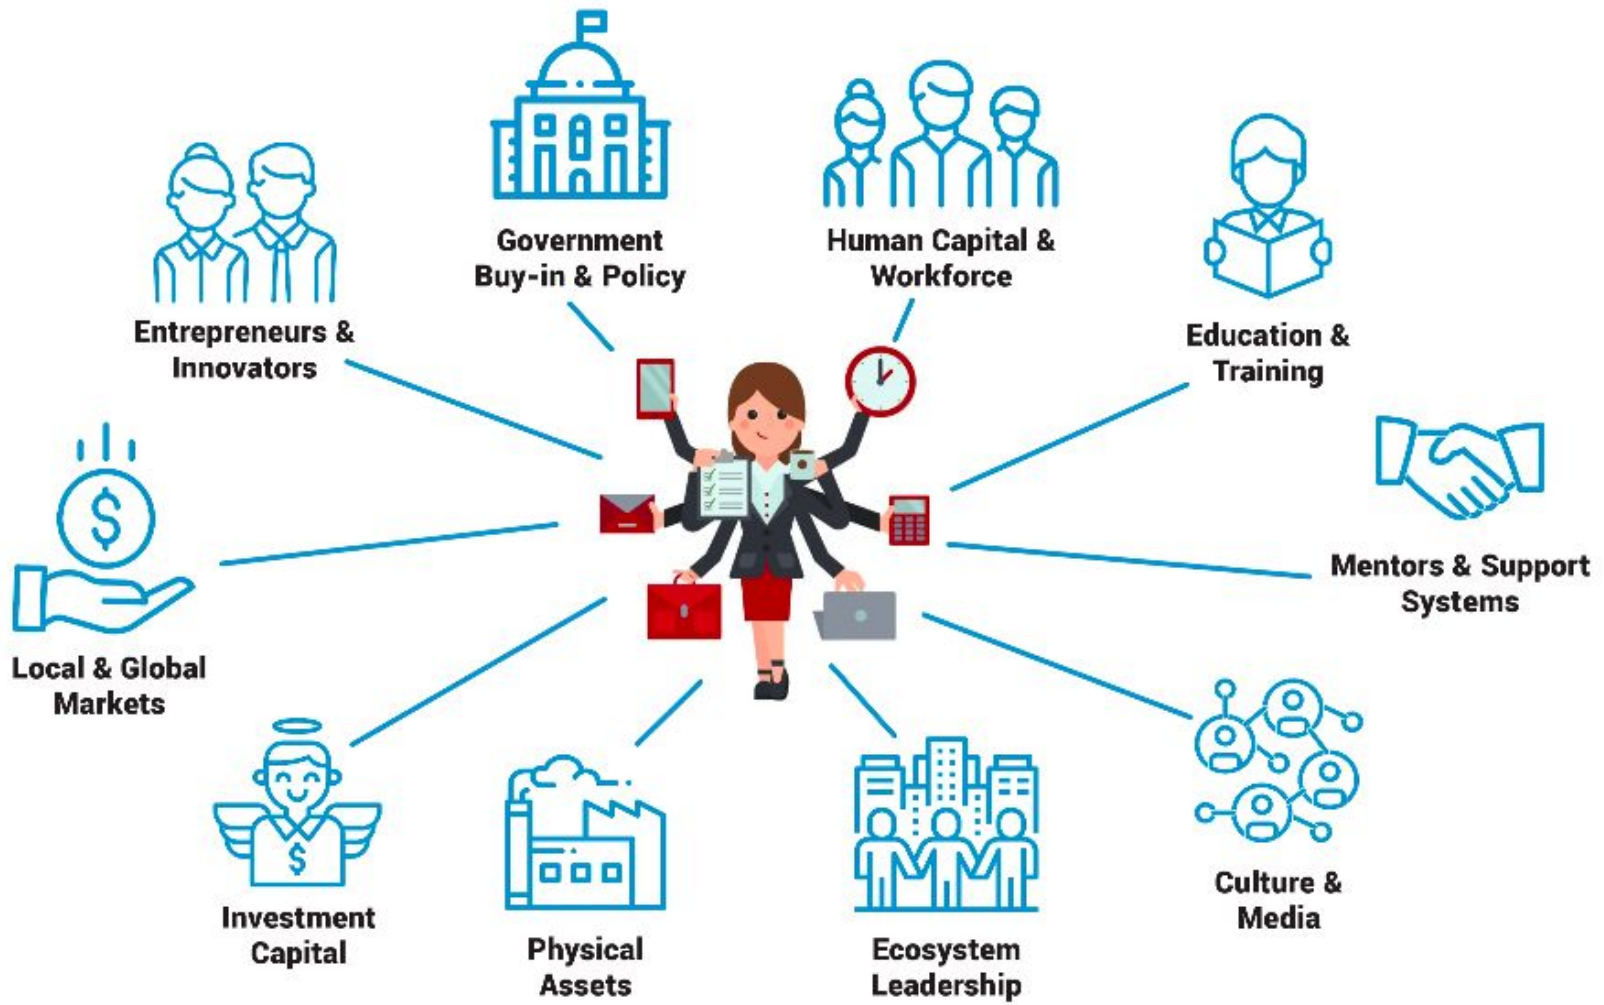 Government
Buy-in & Policy
Human Capital &
Workforce
Entrepreneurs &
Innovators
Education &
Training
Mentors & Support
Systems
Local & Global
Markets
$
Investment
Capital
$
Physical
Assets
Ecosystem
Leadership
Culture &
Media